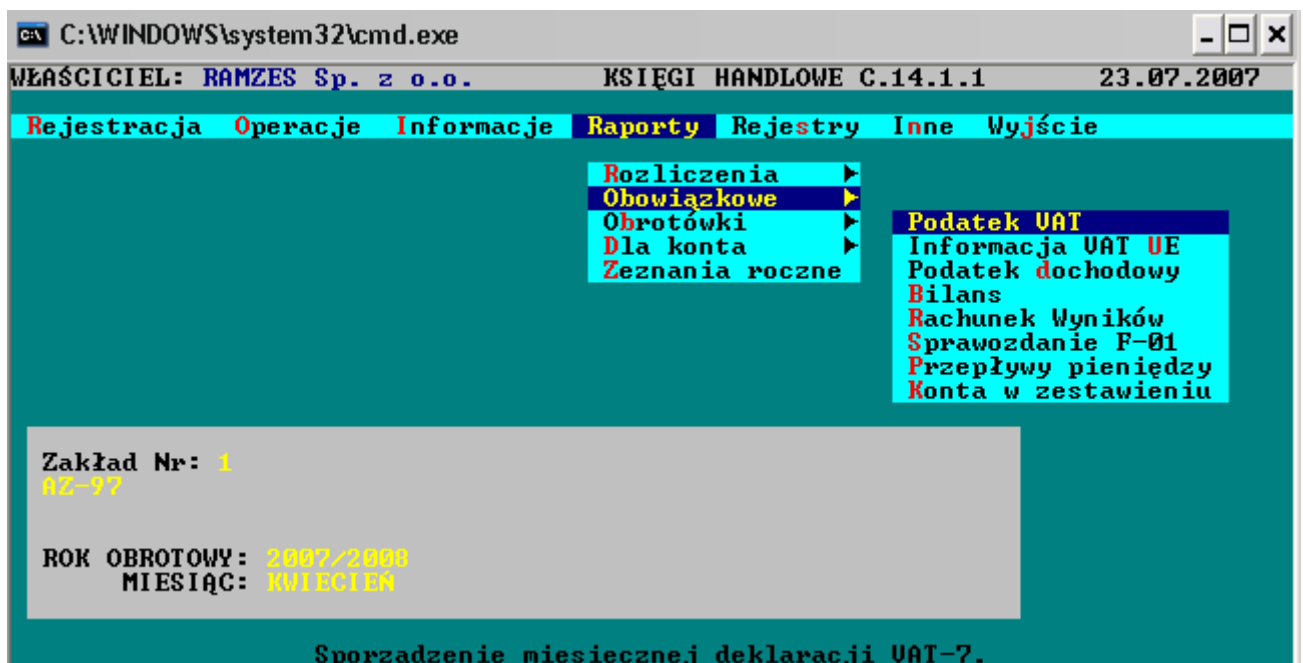 C:\WINDOWS\system32\cmd.exe
WŁAŚCICIEL: RAMZES Sp. z o.o. KSIĘGI HANDLOWE C.14.1.1 23.07.2007
Rejestracja Operacje Informacje Raporty Rejestry Inne Wyjście
Rozliczenia
Obowiązkowe
Obrotówki
Dla konta
Zeznania roczne
Podatek VAT
Informacja VAT UE
Podatek dochodowy
Bilans
Rachunek Wyników
Sprawozdanie F-01
Przepływy pieniędzy
Konta w zestawieniu
Zakład Nr: 1
AZ-97
ROK OBROTOWY: 2007/2008
MIESIĄC: KWIECIEŃ
Sporządzenie miesięcznej deklaracji VAT-7.